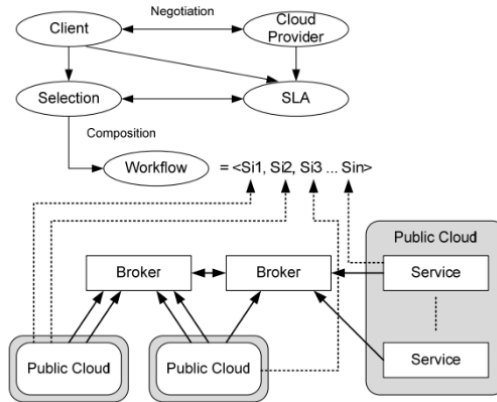 Negotiation
Client
Cloud
Provider
Selection
SLA
Composition
Workflow
= <Si1, Si2, Si3 ... Sin>
Public Cloud
Broker
Broker
Service
Public Cloud
Public Cloud
Service